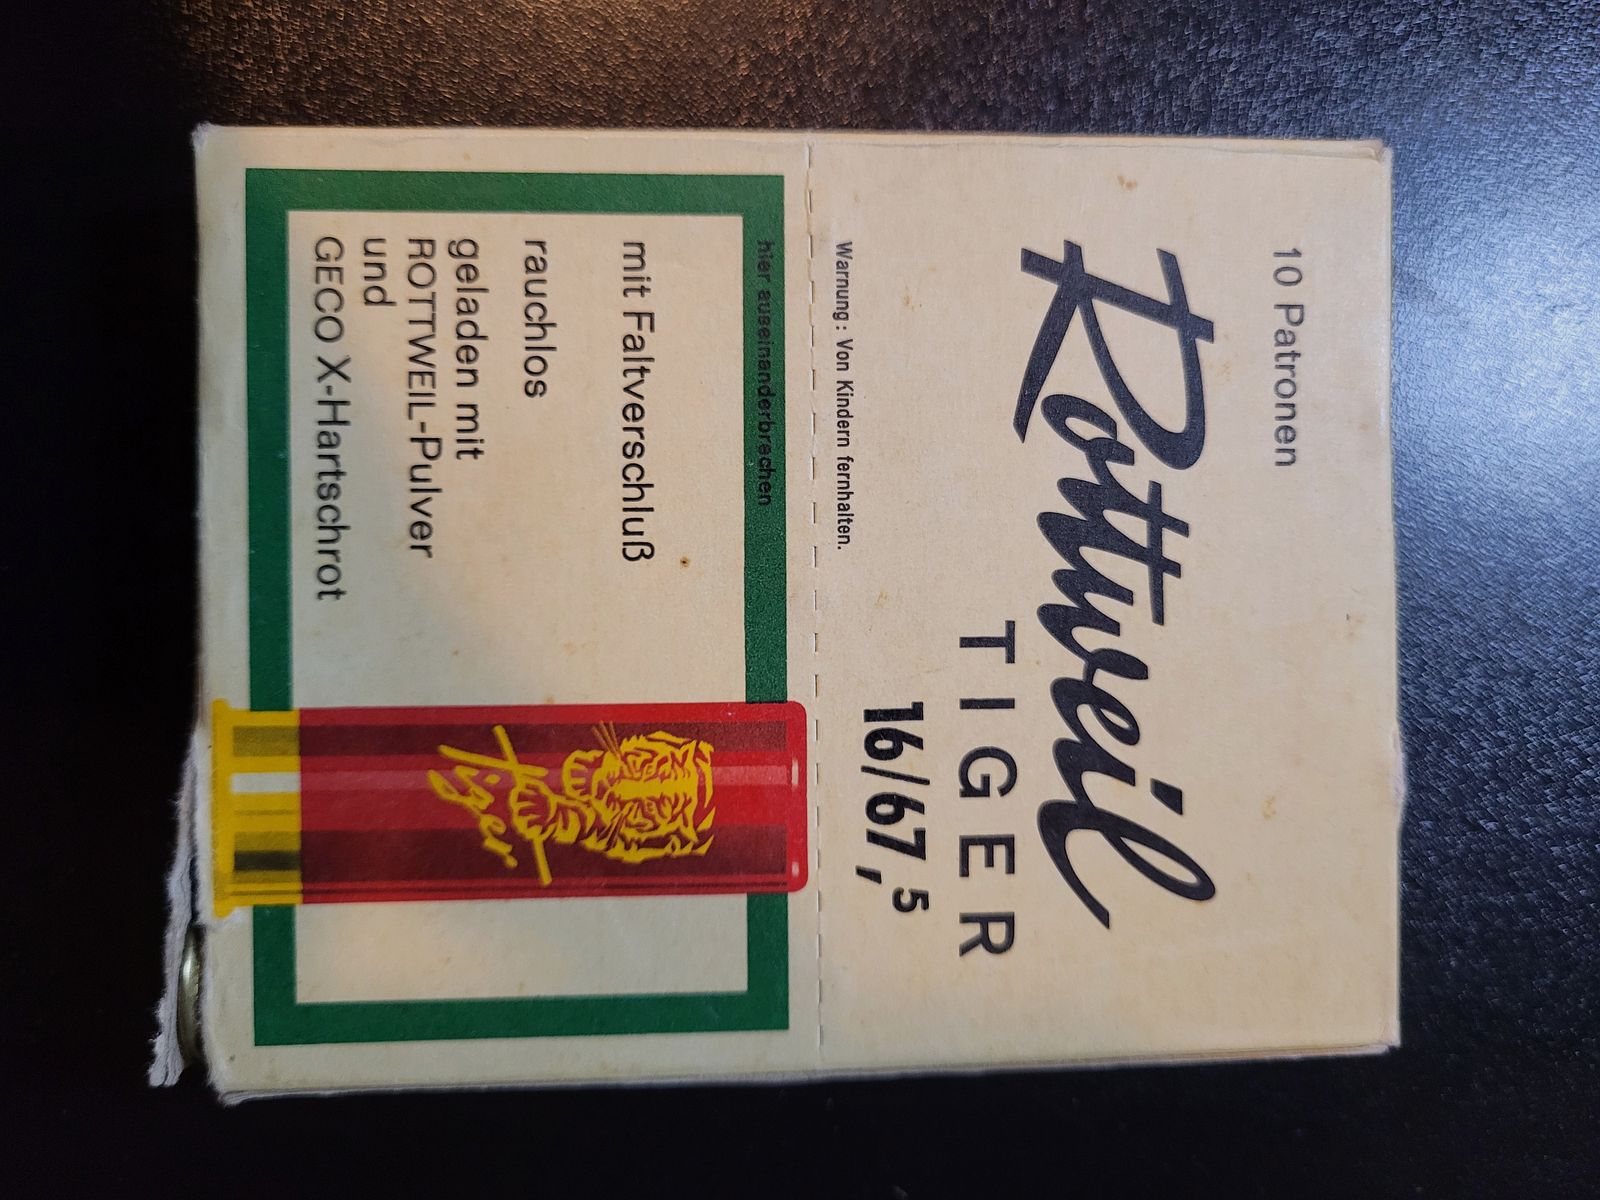 10 Patronen
Rottweil
TIGER
16/67,5
Warnung: Von Kindern fernhalten.
hier auseinanderbrechen
mit Faltverschluß
rauchlos
geladen mit
ROTTWEIL-Pulver
und
GECO X-Hartschrot
Tiger